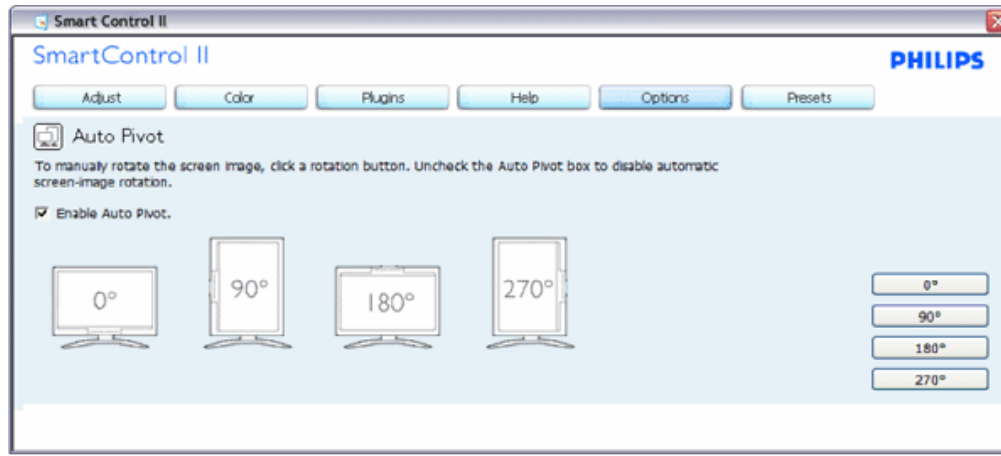 Smart Control II
SmartControl II
PHILIPS
Adjust Color Plugins Help Options Presets
Auto Pivot
To manually rotate the screen image, click a rotation button. Uncheck the Auto Pivot box to disable automatic
screen-image rotation.
Enable Auto Pivot.
0° 90° 180° 270°
0°
90°
180°
270°